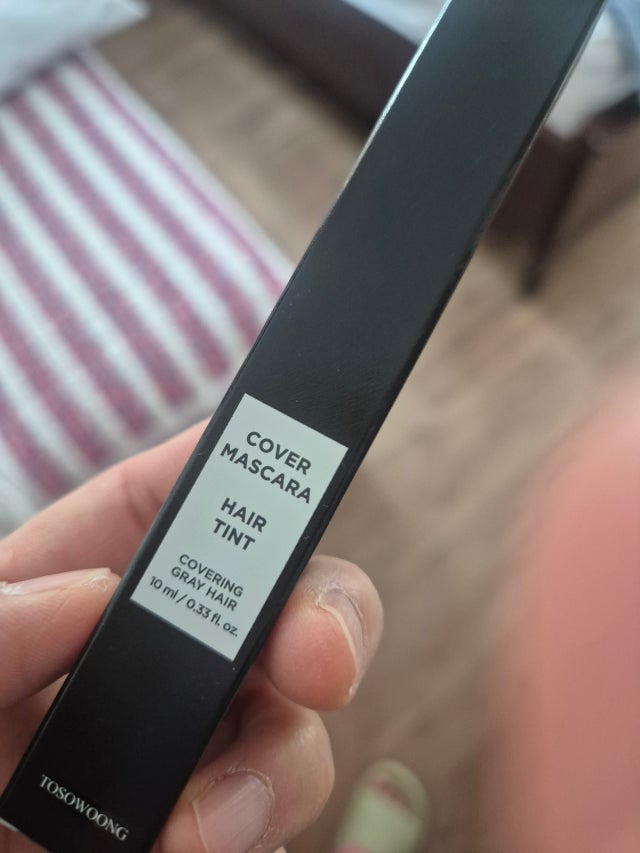 COVER
MASCARA
HAIR
TINT
COVERING
GRAY HAIR
10 ml / 0.33 fl. oz.
TOSOWOONG